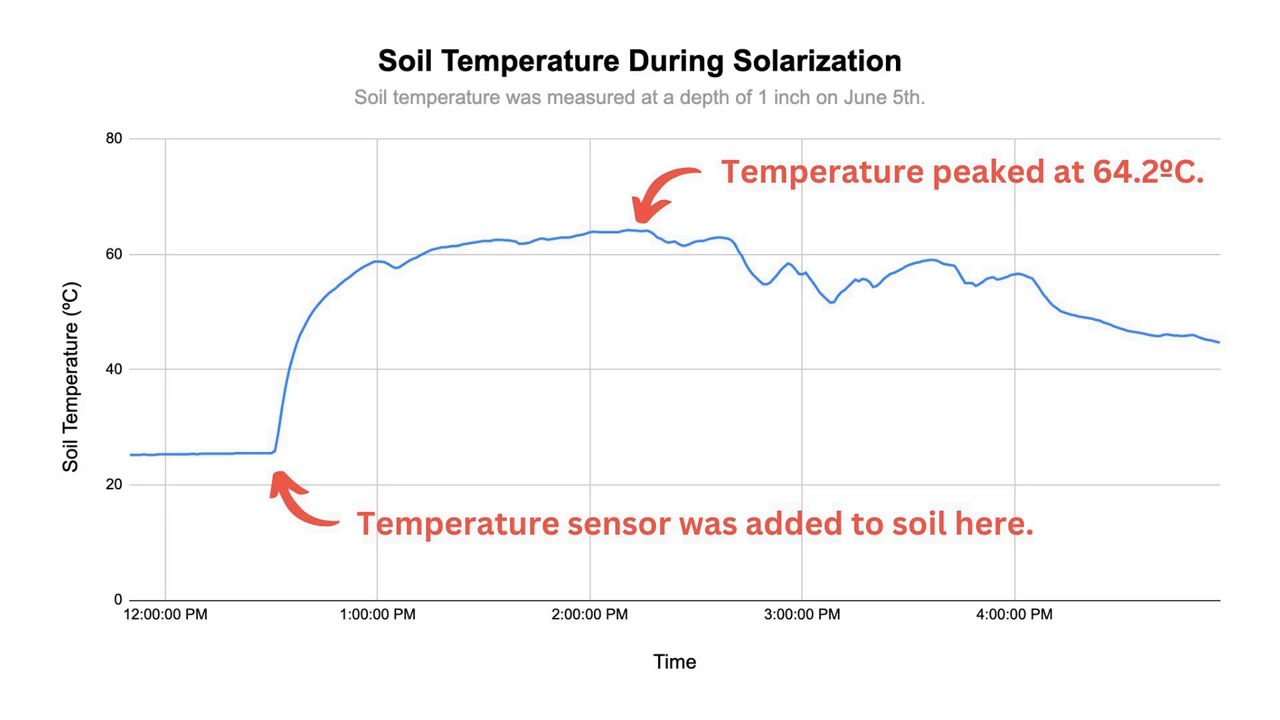 Soil Temperature During Solarization
Soil temperature was measured at a depth of 1 inch on June 5th.
80
Temperature peaked at 64.2ºC.
60
Soil Temperature (ºC)
40
20
Temperature sensor was added to soil here.
0
12:00:00 PM 1:00:00 PM 2:00:00 PM 3:00:00 PM 4:00:00 PM
Time